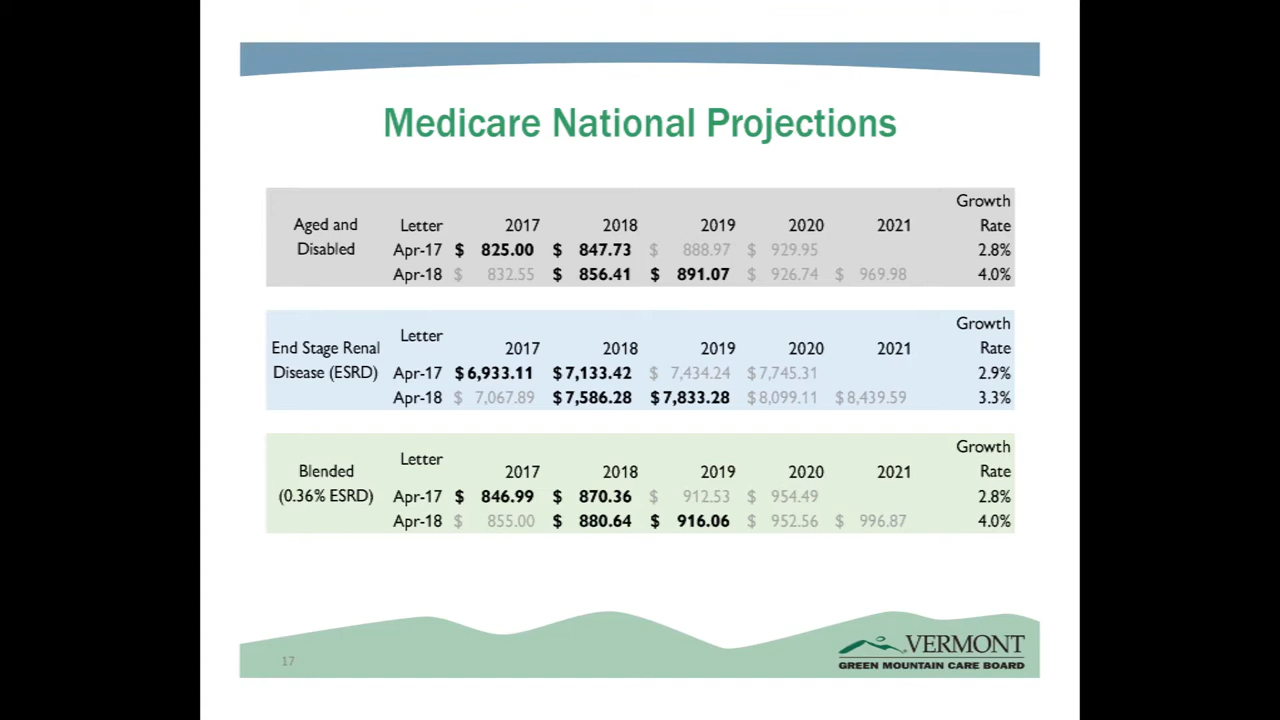 Medicare National Projections
Growth
Aged and Letter 2017 2018 2019 2020 2021 Rate
Disabled Apr-17 $ 825.00 $ 847.73 $ 888.97 $ 929.95 2.8%
Apr-18 $ 832.55 $ 856.41 $ 891.07 $ 926.74 $ 969.98 4.0%
Growth
Letter
End Stage Renal 2017 2018 2019 2020 2021 Rate
Disease (ESRD) Apr-17 $ 6,933.11 $ 7,133.42 $ 7,434.24 $ 7,745.31 2.9%
Apr-18 $ 7,067.89 $ 7,586.28 $ 7,833.28 $ 8,099.11 $ 8,439.59 3.3%
Growth
Letter
Blended 2017 2018 2019 2020 2021 Rate
(0.36% ESRD) Apr-17 $ 846.99 $ 870.36 $ 912.53 $ 954.49 2.8%
Apr-18 $ 855.00 $ 880.64 $ 916.06 $ 952.56 $ 996.87 4.0%
17
VERMONT
GREEN MOUNTAIN CARE BOARD